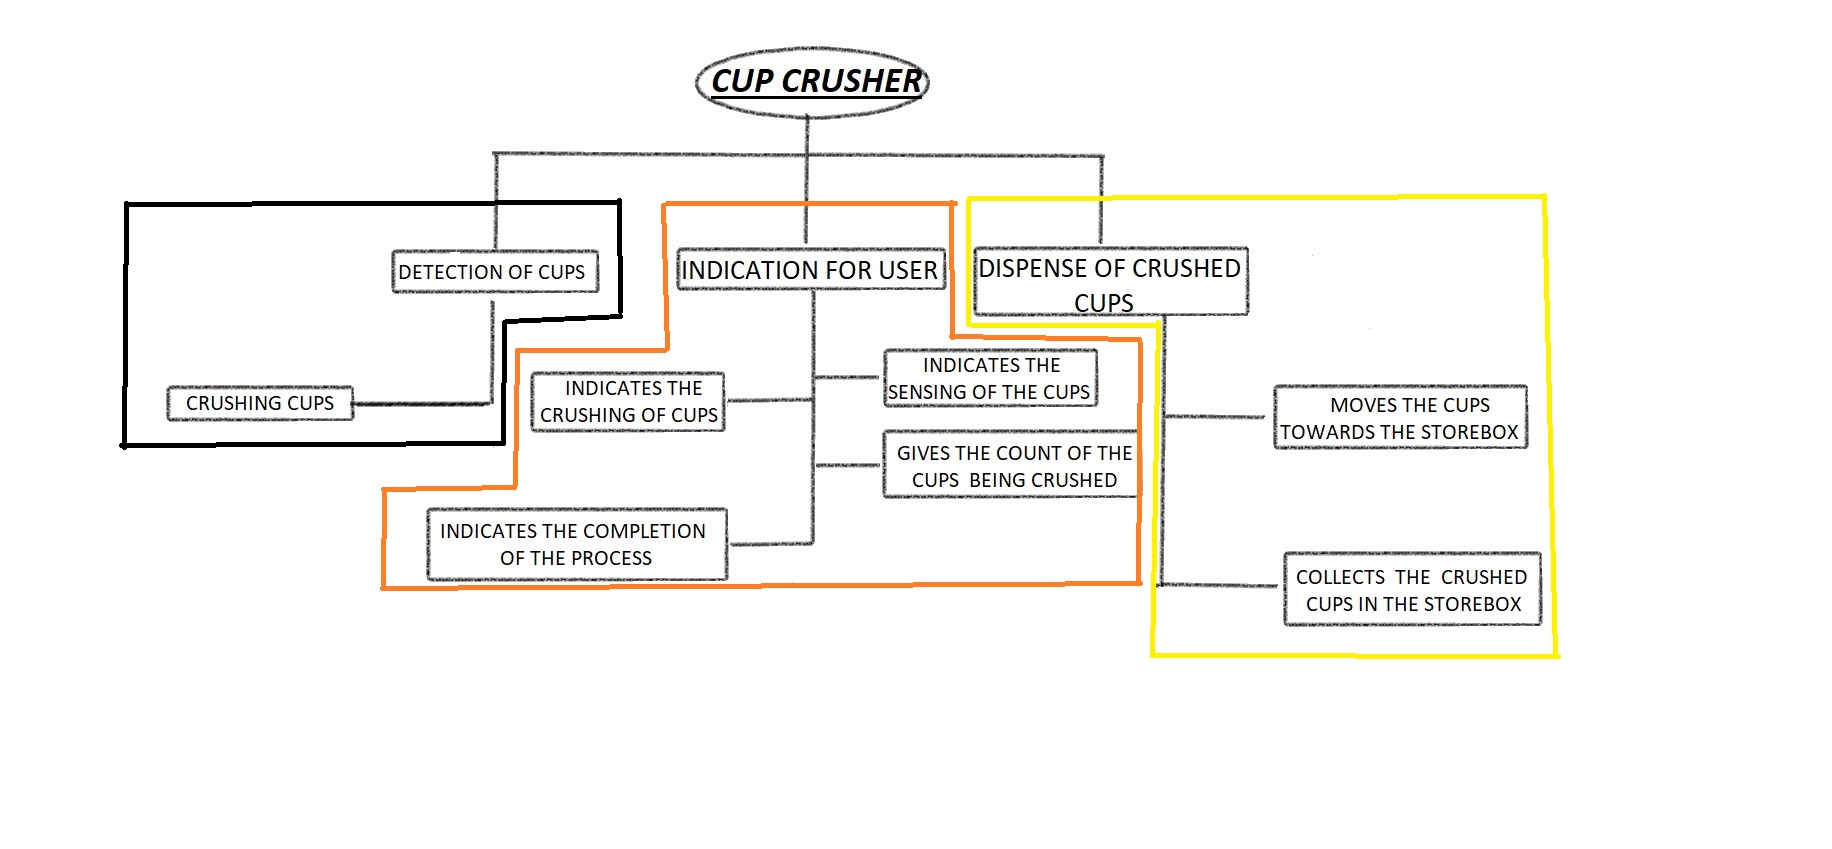 CUP CRUSHER
DETECTION OF CUPS
CRUSHING CUPS
INDICATION FOR USER
INDICATES THE
CRUSHING OF CUPS
INDICATES THE
SENSING OF THE CUPS
GIVES THE COUNT OF THE
CUPS BEING CRUSHED
INDICATES THE COMPLETION
OF THE PROCESS
DISPENSE OF CRUSHED
CUPS
MOVES THE CUPS
TOWARDS THE STOREBOX
COLLECTS THE CRUSHED
CUPS IN THE STOREBOX